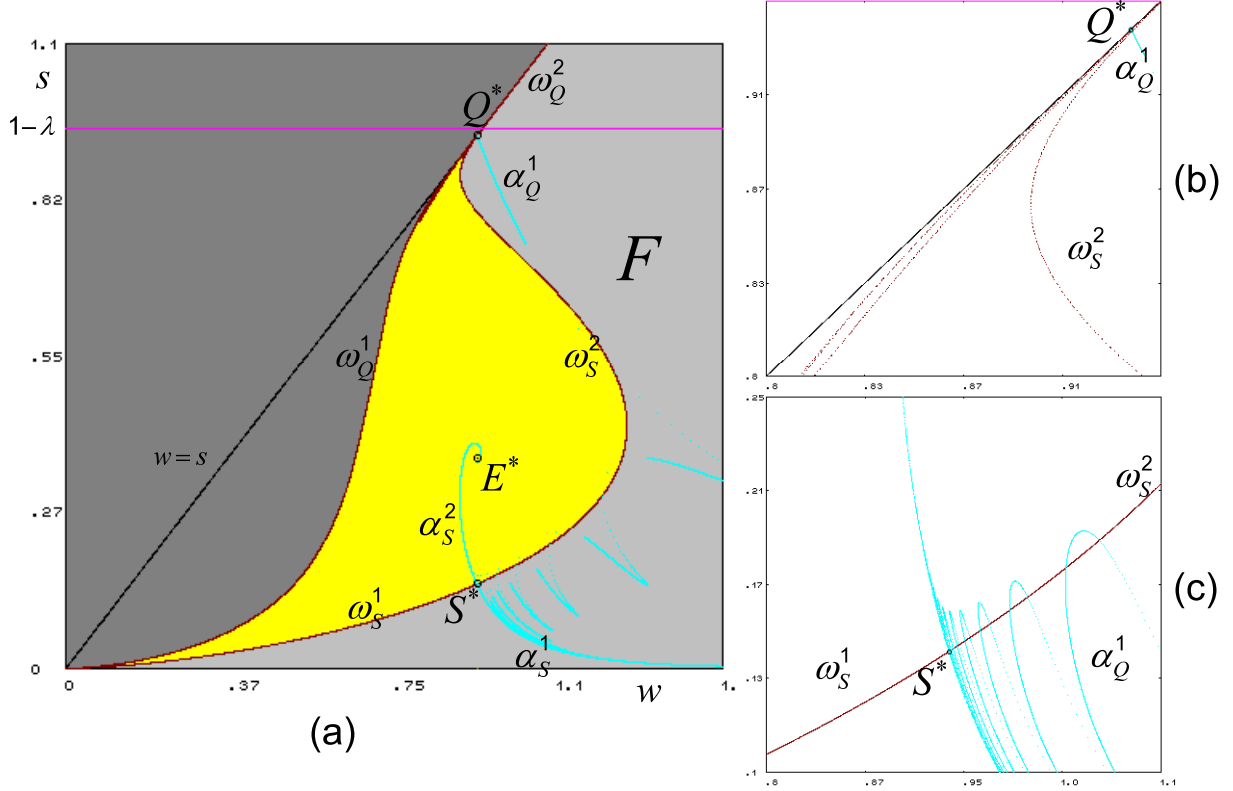 1.1
s
1-λ
.82
.55
.27
0
0
.37
.75
1.1
w
1.
Q*
ω_Q^2
α_Q^1
F
ω_Q^1
ω_S^2
w = s
E*
α_S^2
S*
ω_S^1
α_S^1
(a)
Q*
α_Q^1
.91
.87
.83
.8
.8
.83
.87
.91
ω_S^2
(b)
.25
.21
.17
.13
.1
.8
.87
.95
1.0
1.1
ω_S^2
ω_S^1
S*
α_Q^1
(c)